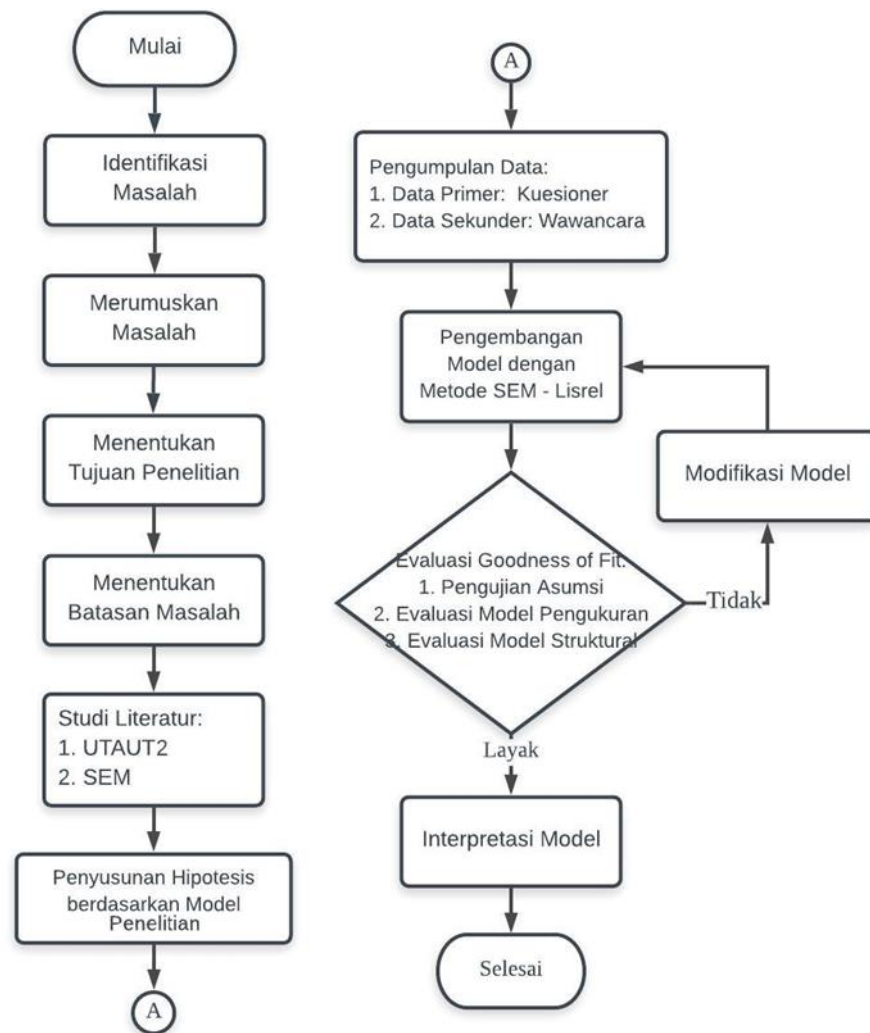 Mulai
Identifikasi
Masalah
Merumuskan
Masalah
Menentukan
Tujuan Penelitian
Menentukan
Batasan Masalah
Studi Literatur:
1. UTAUT2
2. SEM
Penyusunan Hipotesis
berdasarkan Model
Penelitian
A
A
Pengumpulan Data:
1. Data Primer: Kuesioner
2. Data Sekunder: Wawancara
Pengembangan
Model dengan
Metode SEM - Lisrel
Modifikasi Model
Evaluasi Goodness of Fit:
1. Pengujian Asumsi
2. Evaluasi Model Pengukuran
3. Evaluasi Model Struktural
Tidak
Layak
Interpretasi Model
Selesai